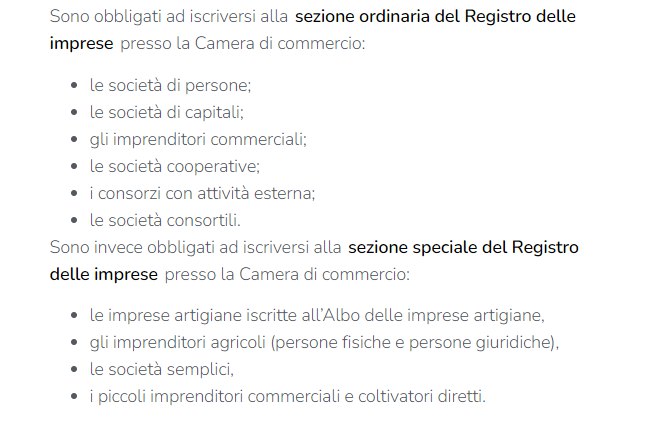 Sono obbligati ad iscriversi alla sezione ordinaria del Registro delle
imprese presso la Camera di commercio:
le società di persone;
le società di capitali;
gli imprenditori commerciali;
le società cooperative;
i consorzi con attività esterna;
le società consortili.
Sono invece obbligati ad iscriversi alla sezione speciale del Registro
delle imprese presso la Camera di commercio:
le imprese artigiane iscritte all'Albo delle imprese artigiane,
gli imprenditori agricoli (persone fisiche e persone giuridiche),
le società semplici,
i piccoli imprenditori commerciali e coltivatori diretti.